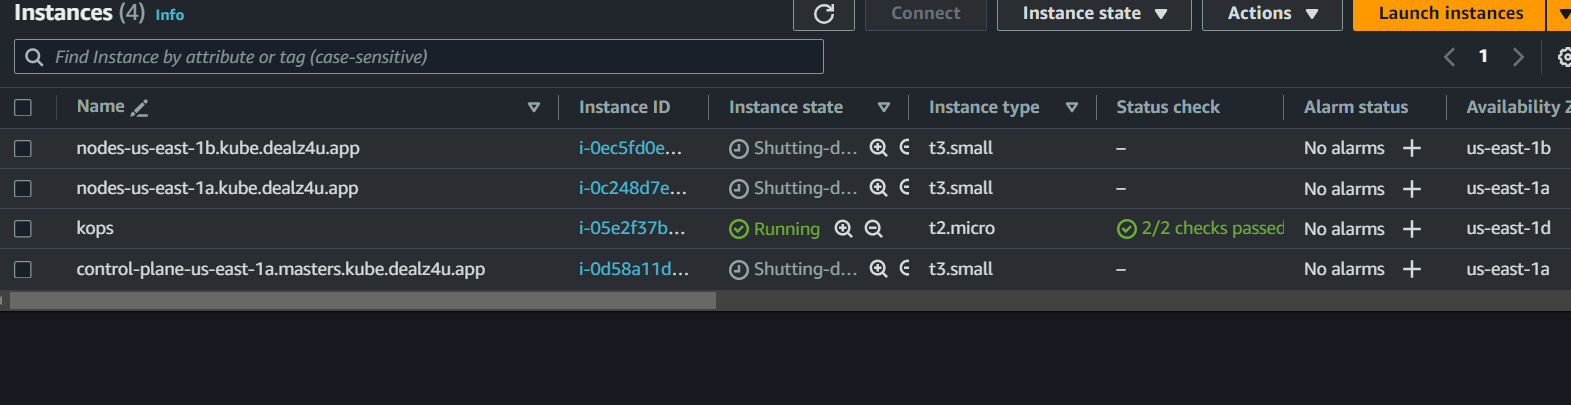 Instances (4) Info Connect Instance state Actions Launch instances
Find Instance by attribute or tag (case-sensitive) 1
Name Instance ID Instance state Instance type Status check Alarm status Availability Z
nodes-us-east-1b.kube.dealz4u.app i-0ec5fd0e... Shutting-d... t3.small – No alarms + us-east-1b
nodes-us-east-1a.kube.dealz4u.app i-0c248d7e... Shutting-d... t3.small – No alarms + us-east-1a
kops i-05e2f37b... Running t2.micro 2/2 checks passed No alarms + us-east-1d
control-plane-us-east-1a.masters.kube.dealz4u.app i-0d58a11d... Shutting-d... t3.small – No alarms + us-east-1a